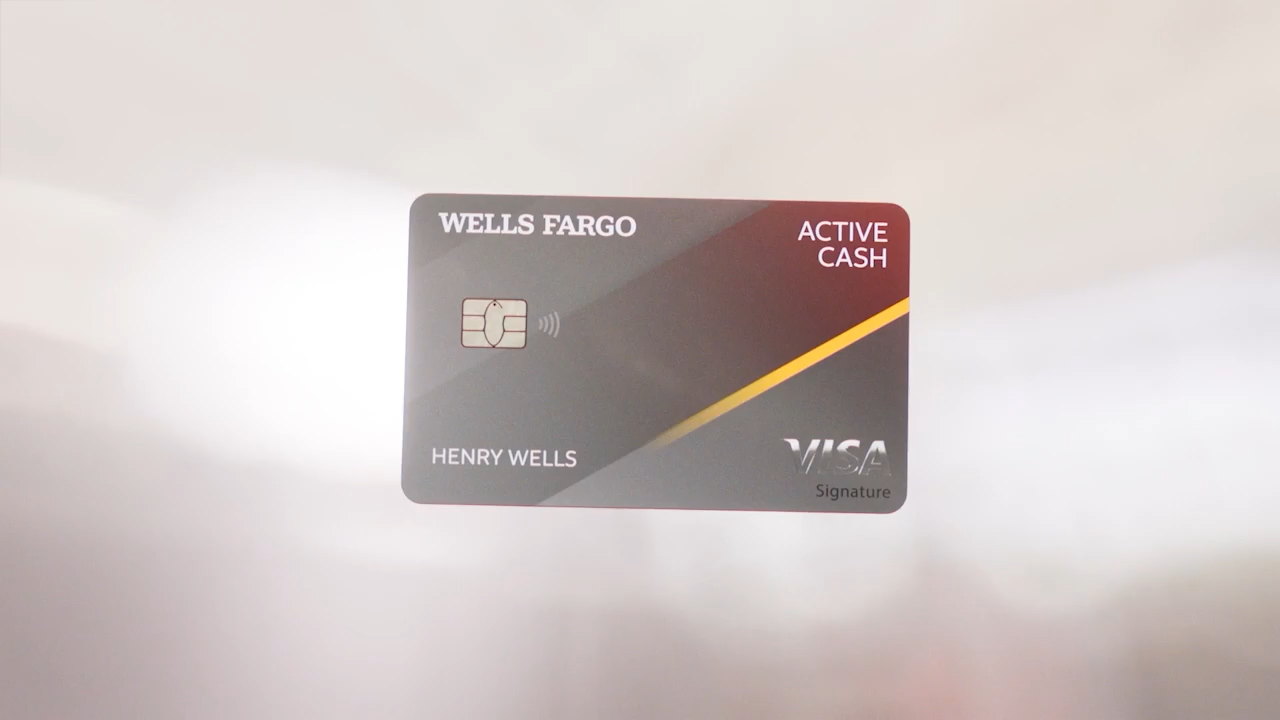 WELLS FARGO
ACTIVE
CASH
HENRY WELLS
VISA
Signature